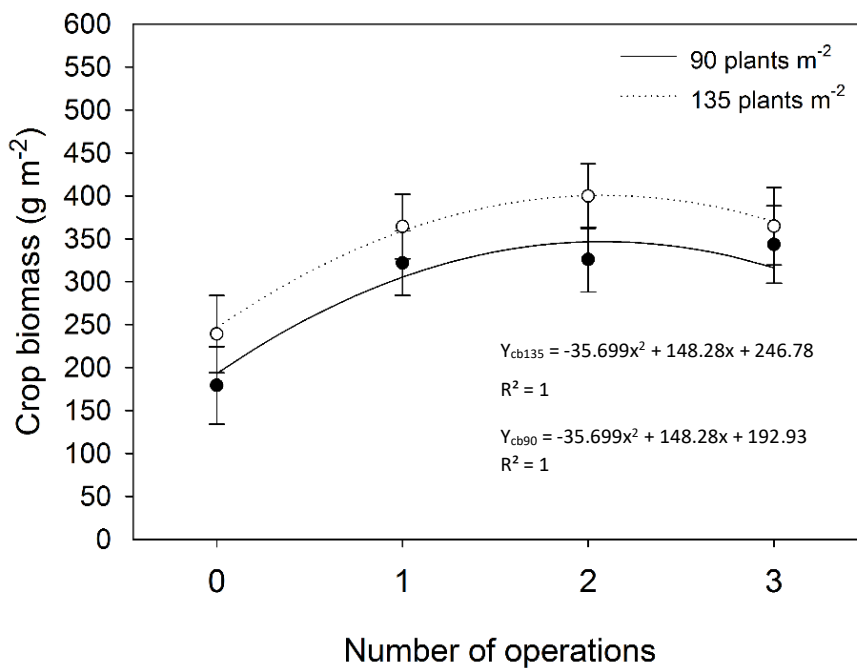 600
550
500
450
400
350
300
250
200
150
100
50
0
Crop biomass (g m⁻²)
90 plants m⁻²
135 plants m⁻²
Y_cb135 = -35.699x² + 148.28x + 246.78
R² = 1
Y_cb90 = -35.699x² + 148.28x + 192.93
R² = 1
0 1 2 3
Number of operations